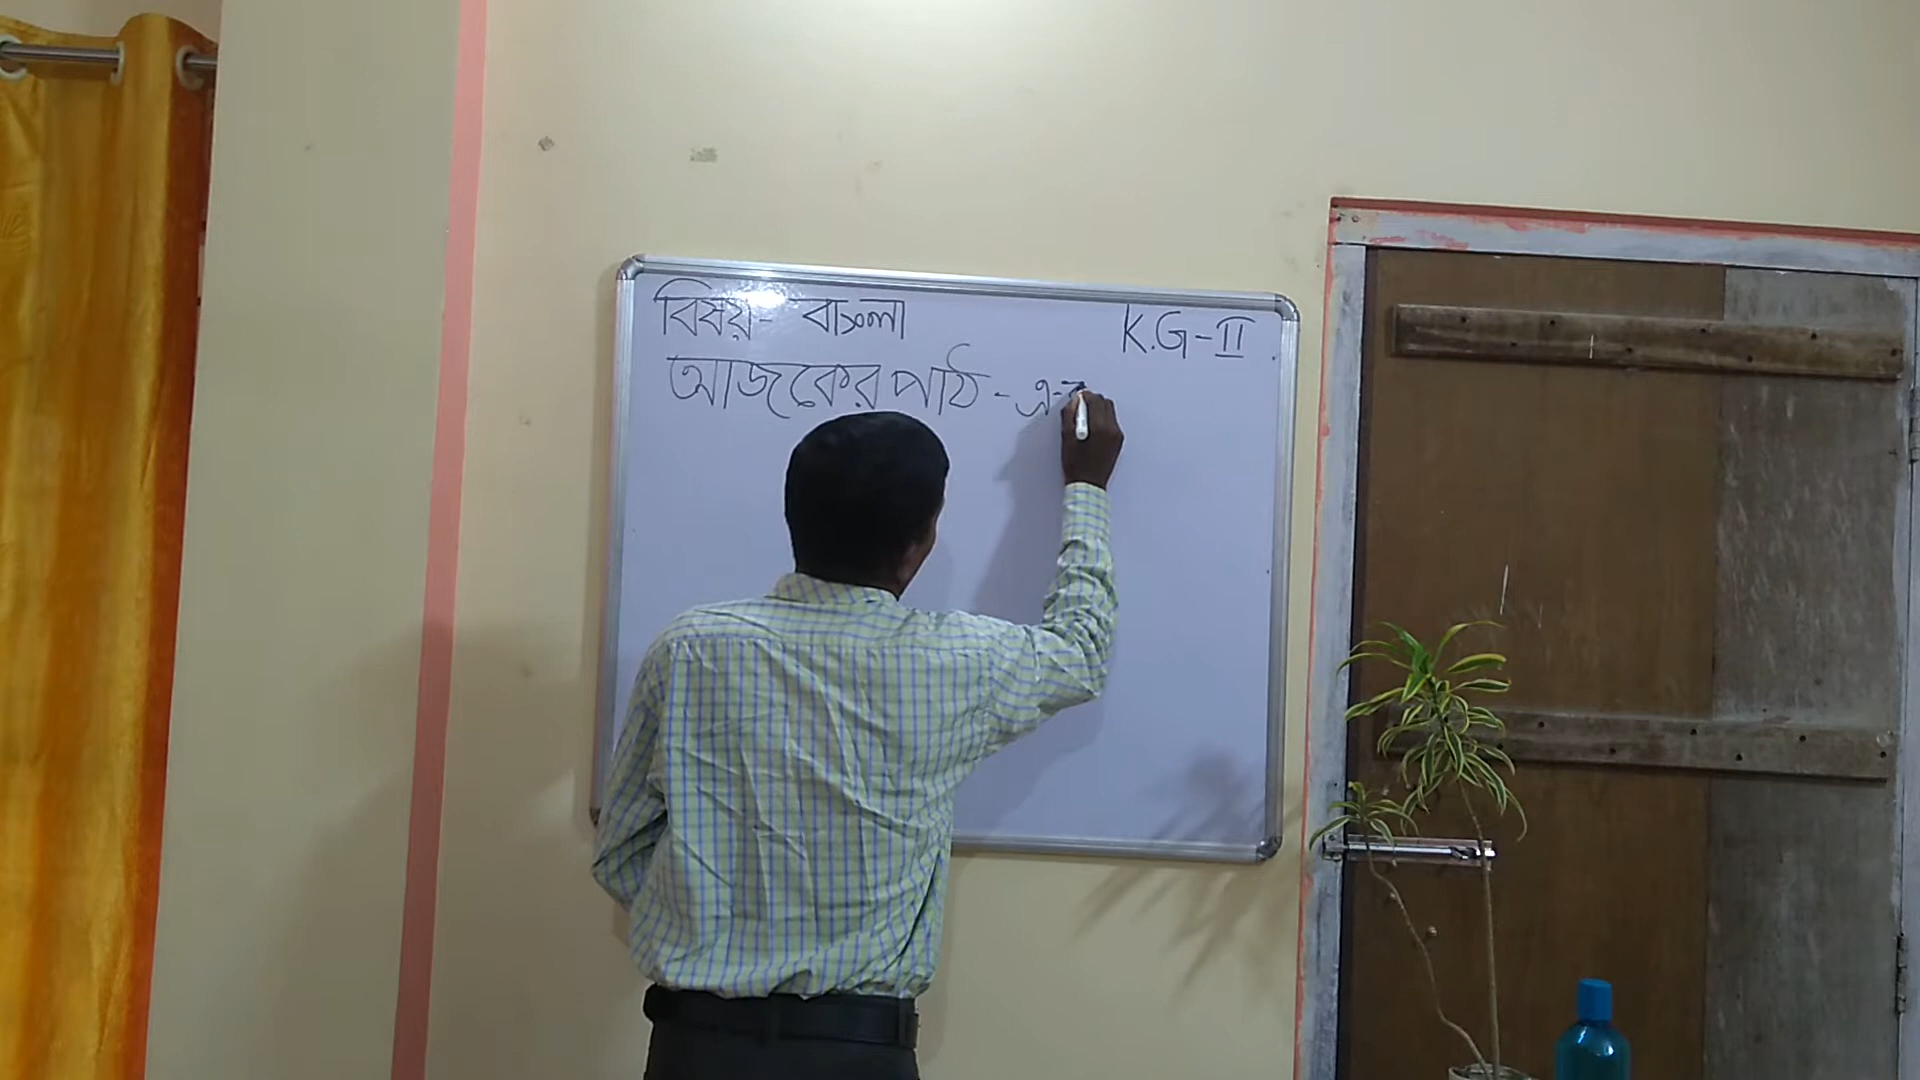 বিষয় - বাংলা
K.G-II
আজকের পাঠ - এ-